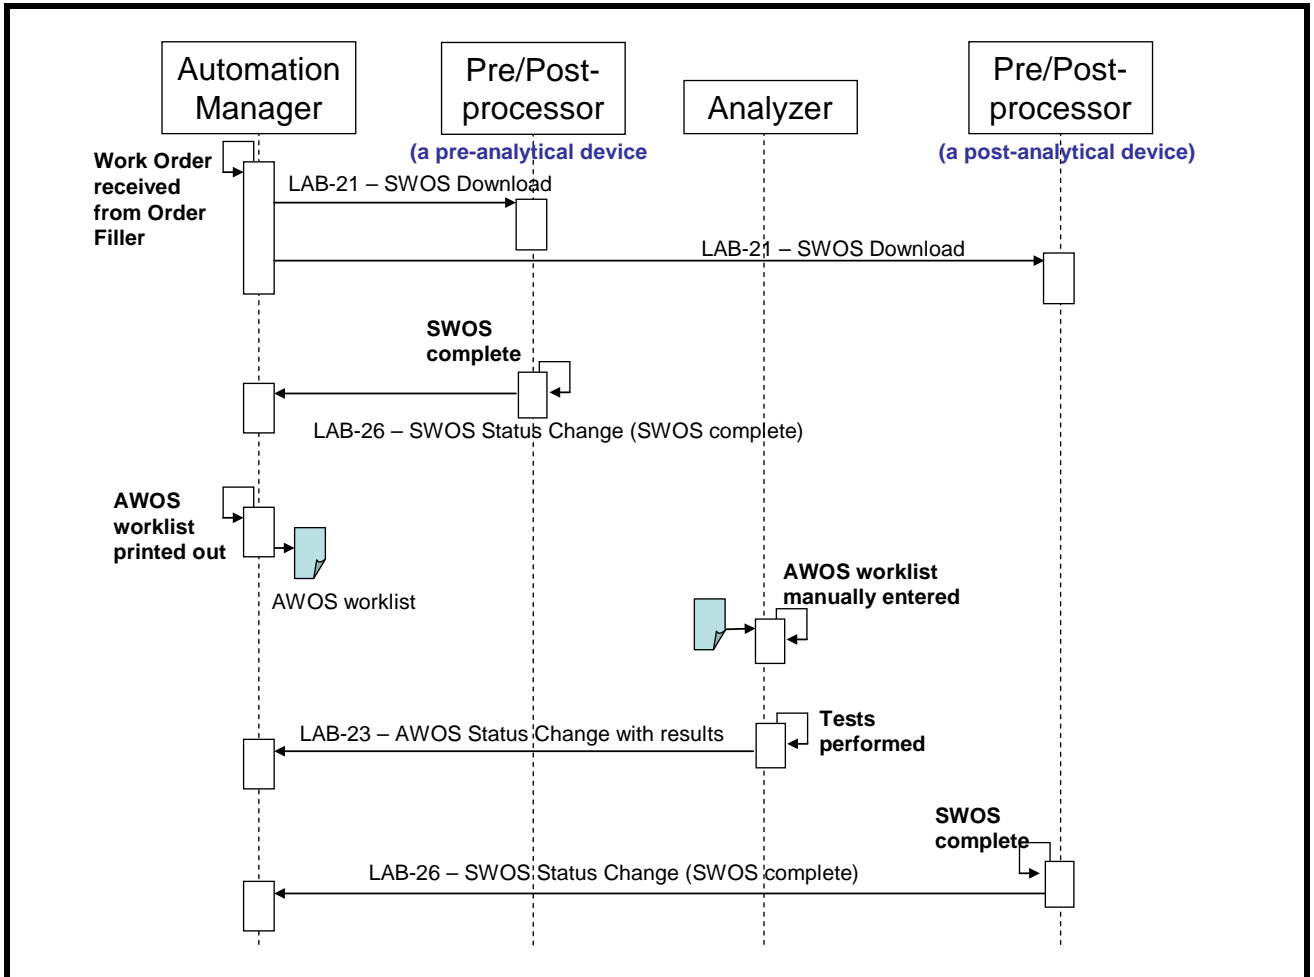 Automation
Manager
Pre/Post-
processor
Analyzer
Pre/Post-
processor
(a pre-analytical device
(a post-analytical device)
Work Order
received
from Order
Filler
LAB-21 – SWOS Download
LAB-21 – SWOS Download
SWOS
complete
LAB-26 – SWOS Status Change (SWOS complete)
AWOS
worklist
printed out
AWOS worklist
AWOS worklist
manually entered
LAB-23 – AWOS Status Change with results
Tests
performed
SWOS
complete
LAB-26 – SWOS Status Change (SWOS complete)